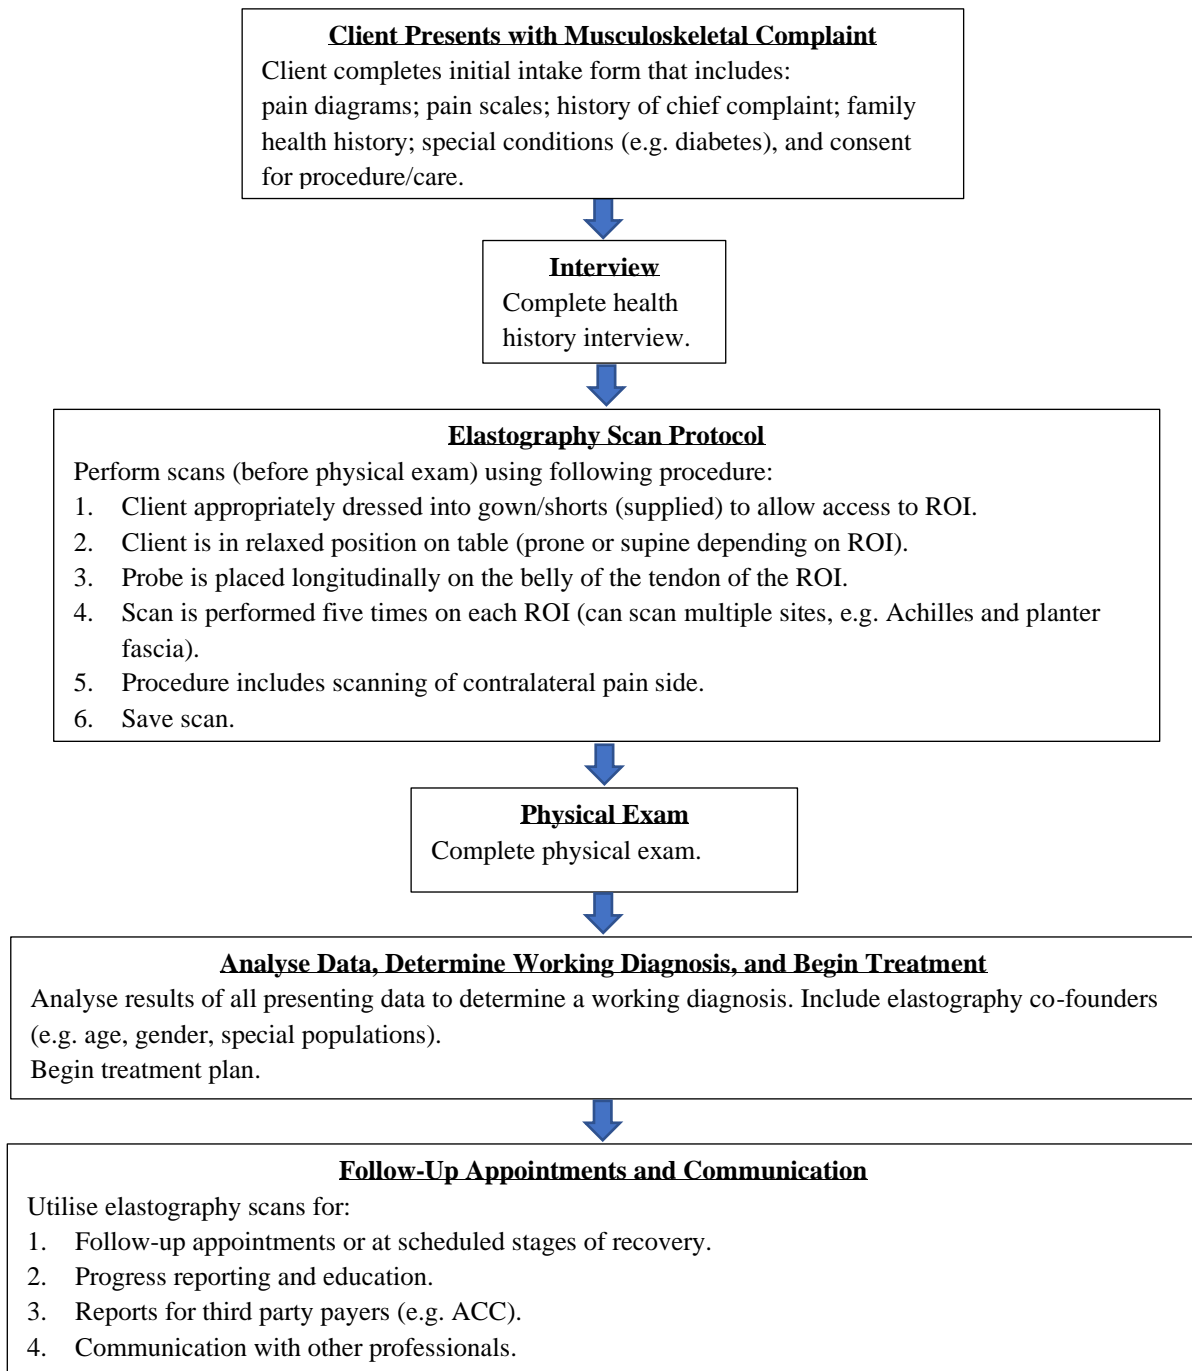 Client Presents with Musculoskeletal Complaint
Client completes initial intake form that includes:
pain diagrams; pain scales; history of chief complaint; family
health history; special conditions (e.g. diabetes), and consent
for procedure/care.
Interview
Complete health
history interview.
Elastography Scan Protocol
Perform scans (before physical exam) using following procedure:
1. Client appropriately dressed into gown/shorts (supplied) to allow access to ROI.
2. Client is in relaxed position on table (prone or supine depending on ROI).
3. Probe is placed longitudinally on the belly of the tendon of the ROI.
4. Scan is performed five times on each ROI (can scan multiple sites, e.g. Achilles and planter
fascia).
5. Procedure includes scanning of contralateral pain side.
6. Save scan.
Physical Exam
Complete physical exam.
Analyse Data, Determine Working Diagnosis, and Begin Treatment
Analyse results of all presenting data to determine a working diagnosis. Include elastography co-founders
(e.g. age, gender, special populations).
Begin treatment plan.
Follow-Up Appointments and Communication
Utilise elastography scans for:
1. Follow-up appointments or at scheduled stages of recovery.
2. Progress reporting and education.
3. Reports for third party payers (e.g. ACC).
4. Communication with other professionals.